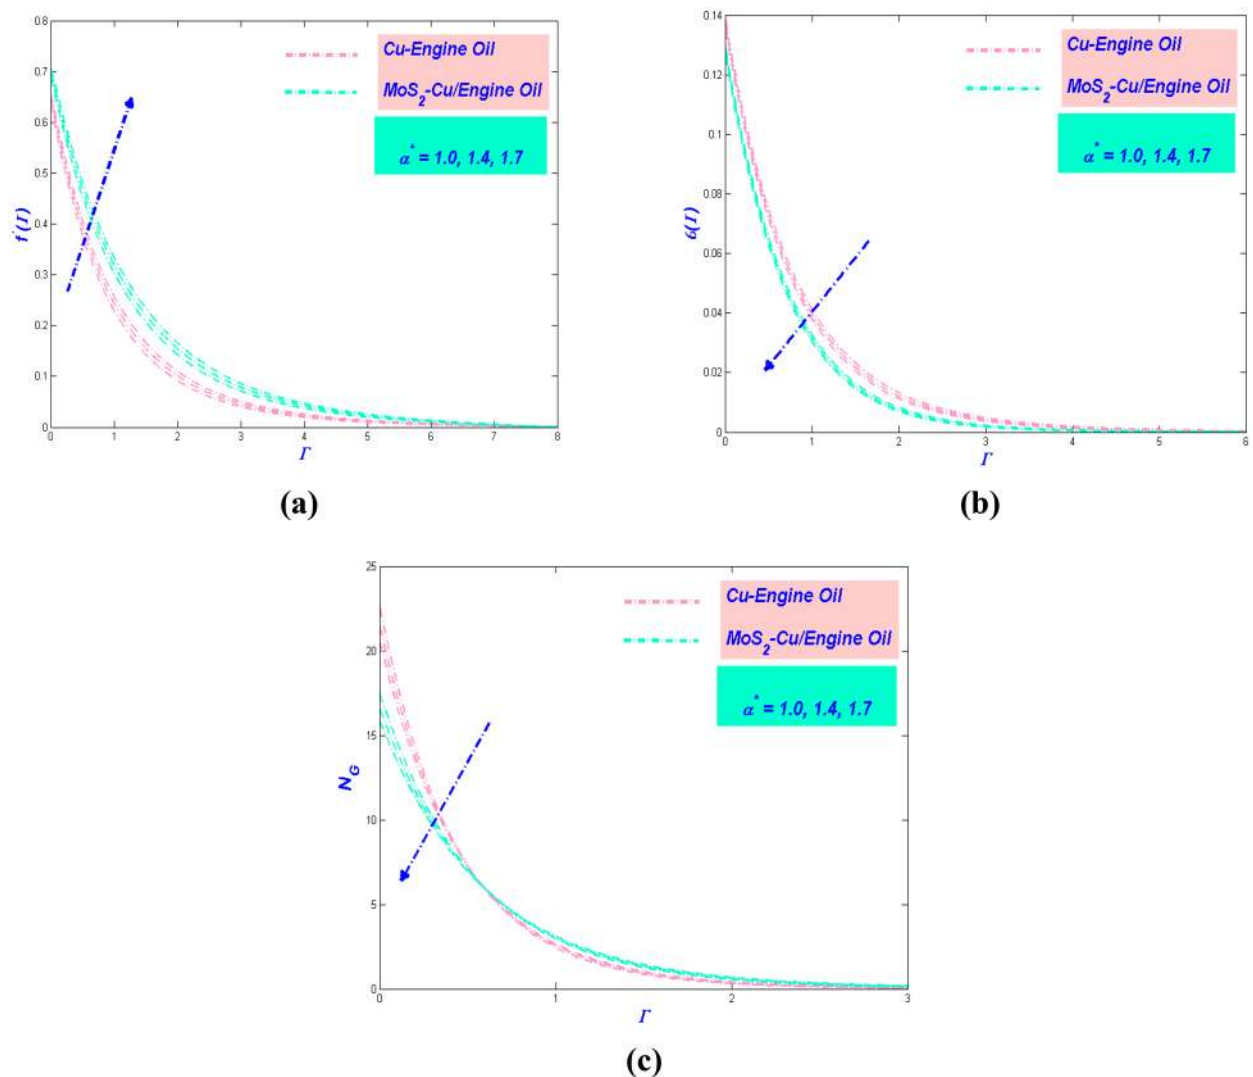 0.8
0.7
0.6
0.5
0.4
0.3
0.2
0.1
0
f'(Γ)
0 1 2 3 4 5 6 7 8
Γ
Cu-Engine Oil
MoS2-Cu/Engine Oil
α* = 1.0, 1.4, 1.7
(a)
0.14
0.12
0.1
0.08
0.06
0.04
0.02
0
0 1 2 3 4 5 6
Γ
Cu-Engine Oil
MoS2-Cu/Engine Oil
α* = 1.0, 1.4, 1.7
(b)
25
20
15
10
5
0
N_G
0 1 2 3
Γ
Cu-Engine Oil
MoS2-Cu/Engine Oil
α* = 1.0, 1.4, 1.7
(c)